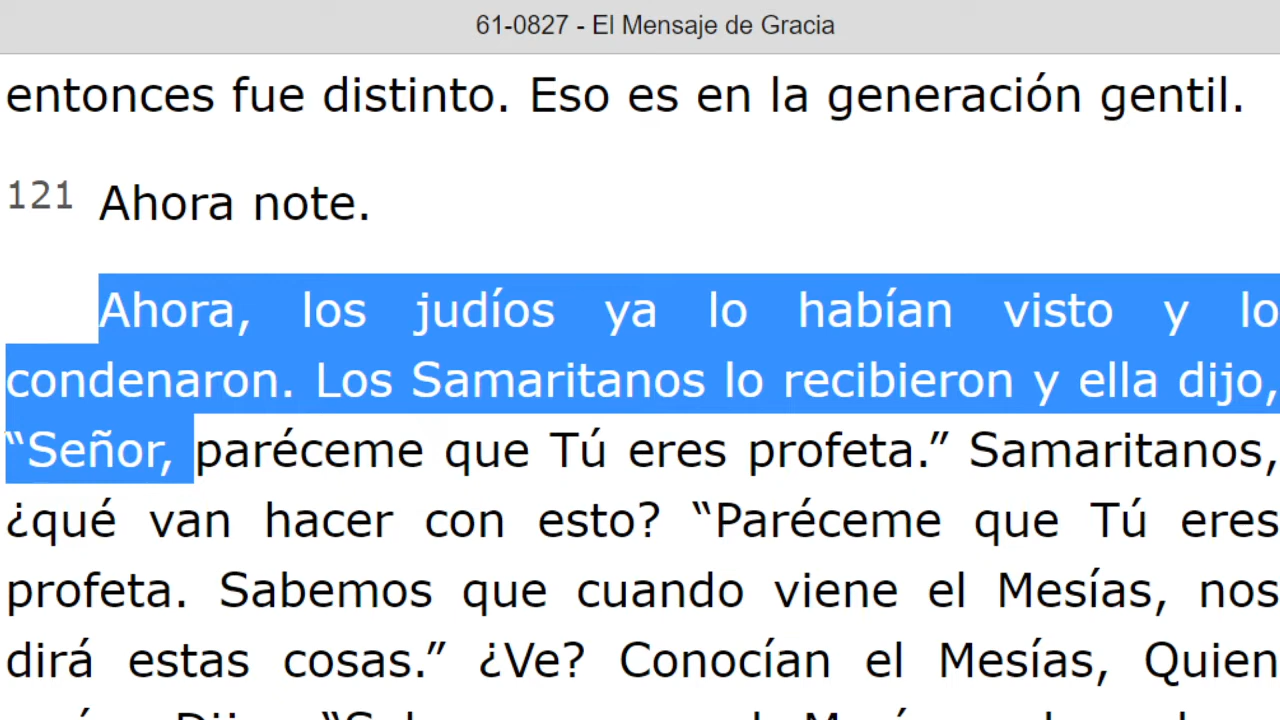 61-0827 - El Mensaje de Gracia
entonces fue distinto. Eso es en la generación gentil.
121 Ahora note.
Ahora, los judíos ya lo habían visto y lo
condenaron. Los Samaritanos lo recibieron y ella dijo,
“Señor, paréceme que Tú eres profeta.” Samaritanos,
¿qué van hacer con esto? “Paréceme que Tú eres
profeta. Sabemos que cuando viene el Mesías, nos
dirá estas cosas.” ¿Ve? Conocían el Mesías, Quien